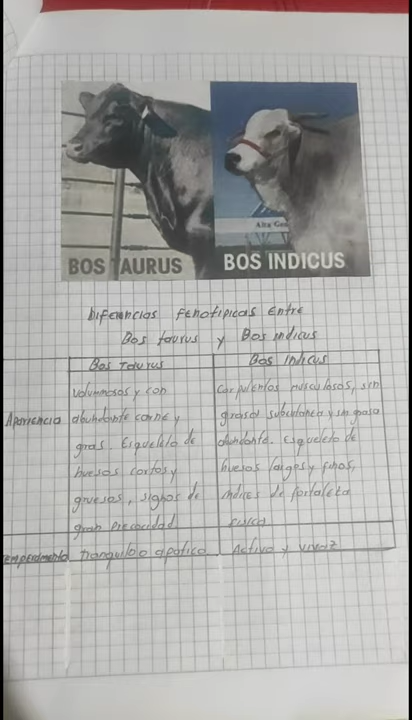 Alta Gen
BOS TAURUS
BOS INDICUS
Diferencias Fenotipicas Entre
Bos taurus y Bos indicus
Bos Taurus
Bos Indicus
Apariencia
voluminosos y con
abundante carne y
gras. Esqueleto de
huesos cortos y
gruesos, signos de
gran precocidad
Corpulentos musculosos, sin
grasa subcutanea y sin grasa
abundante. Esqueleto de
huesos largos y finos,
indices de fortaleza
fisica
Temperamento
tranquilo o apatico
Activo y vivaz